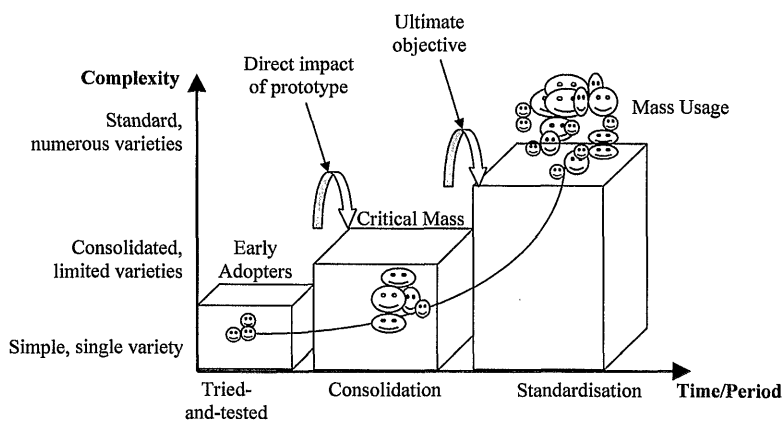 Ultimate
objective
Direct impact
of prototype
Complexity
Standard,
numerous varieties
Mass Usage
Critical Mass
Consolidated,
limited varieties
Early
Adopters
Simple, single variety
Tried-
and-tested
Consolidation
Standardisation
Time/Period